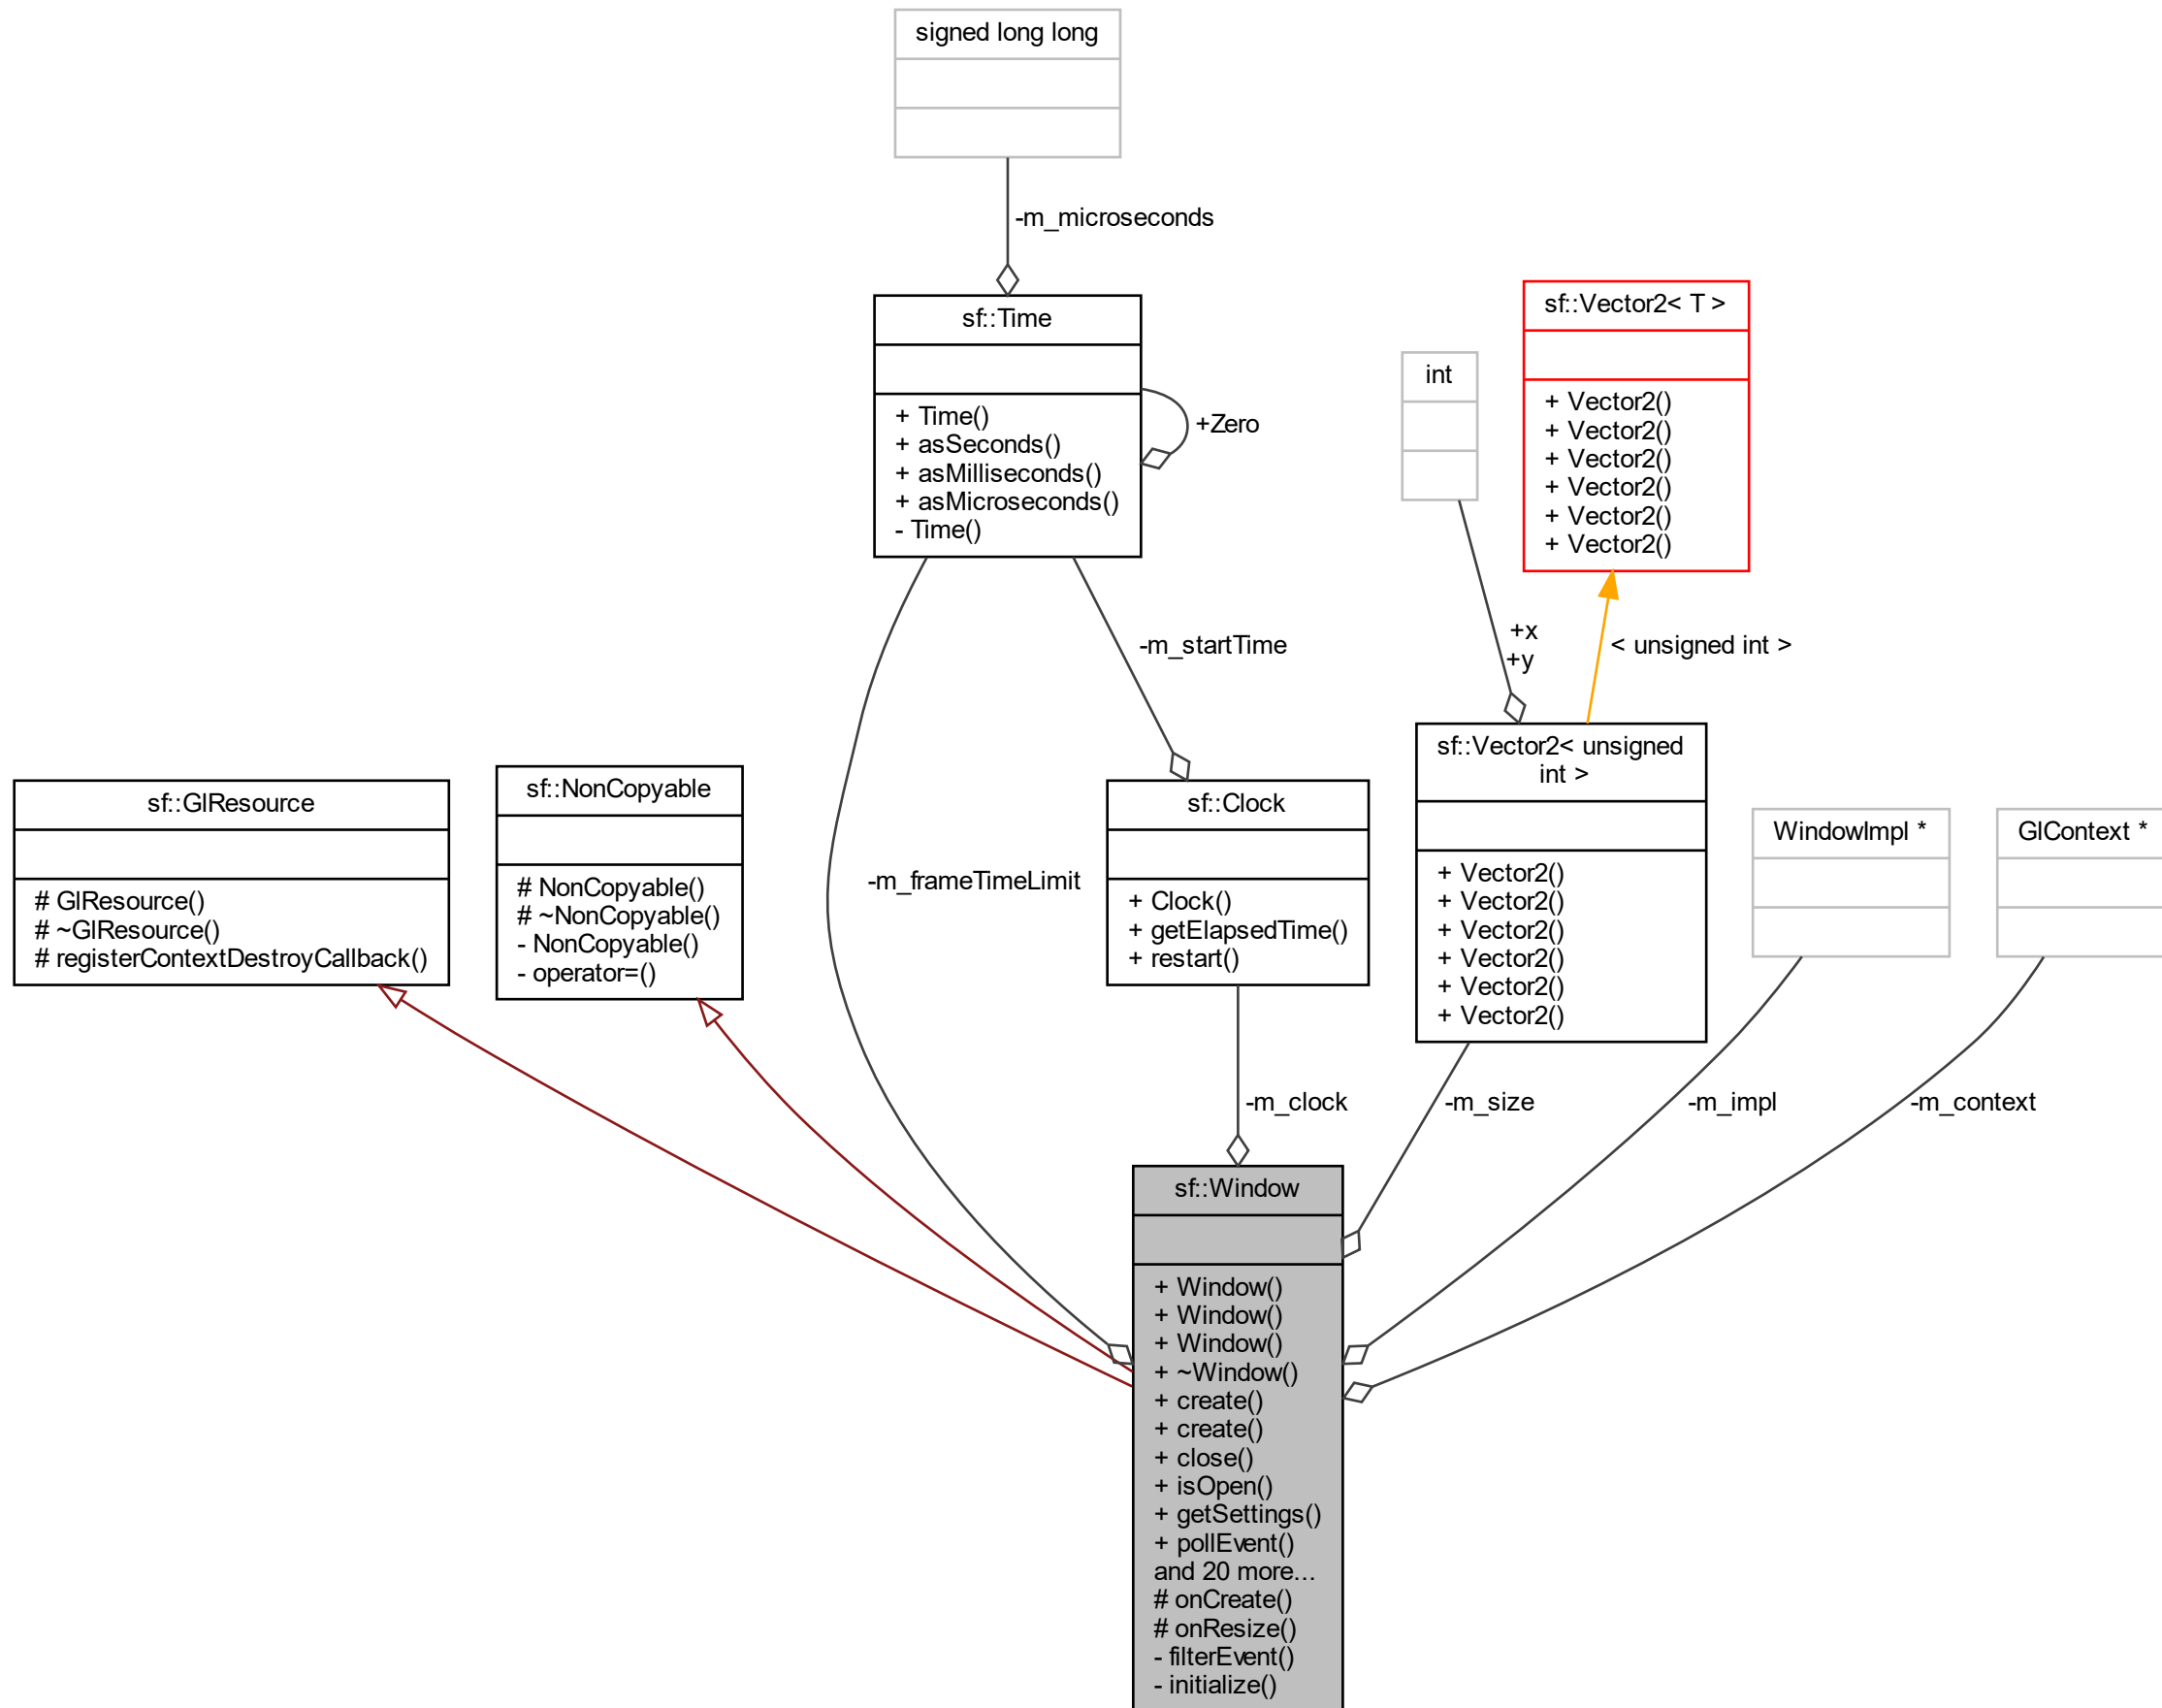 signed long long
-m_microseconds
sf::Time
+ Time()
+ asSeconds()
+ asMilliseconds()
+ asMicroseconds()
- Time()
+Zero
sf::Vector2< T >
+ Vector2()
+ Vector2()
+ Vector2()
+ Vector2()
+ Vector2()
+ Vector2()
int
-m_startTime
+x
+y
< unsigned int >
sf::GlResource
# GlResource()
# ~GlResource()
# registerContextDestroyCallback()
sf::NonCopyable
# NonCopyable()
# ~NonCopyable()
- NonCopyable()
- operator=()
-m_frameTimeLimit
sf::Clock
+ Clock()
+ getElapsedTime()
+ restart()
sf::Vector2< unsigned
int >
+ Vector2()
+ Vector2()
+ Vector2()
+ Vector2()
+ Vector2()
+ Vector2()
WindowImpl *
GlContext *
-m_clock
-m_size
-m_impl
-m_context
sf::Window
+ Window()
+ Window()
+ Window()
+ ~Window()
+ create()
+ create()
+ close()
+ isOpen()
+ getSettings()
+ pollEvent()
and 20 more...
# onCreate()
# onResize()
- filterEvent()
- initialize()